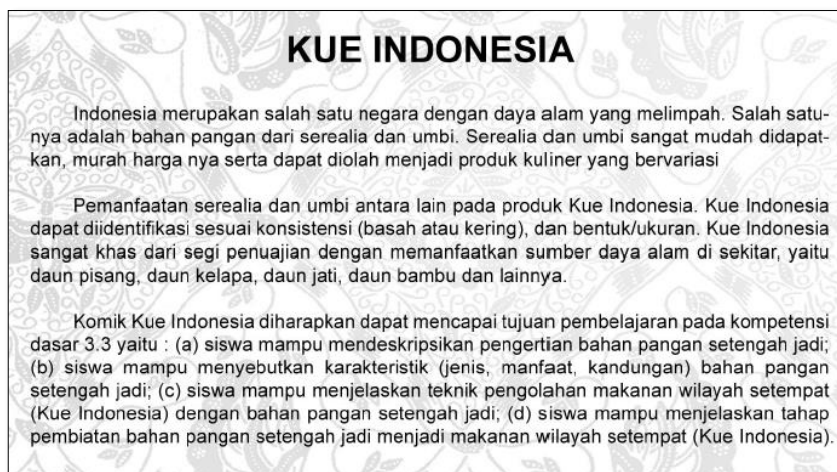 KUE INDONESIA
Indonesia merupakan salah satu negara dengan daya alam yang melimpah. Salah satu-
nya adalah bahan pangan dari serealia dan umbi. Serealia dan umbi sangat mudah didapat-
kan, murah harga nya serta dapat diolah menjadi produk kuliner yang bervariasi
Pemanfaatan serealia dan umbi antara lain pada produk Kue Indonesia. Kue Indonesia
dapat diidentifikasi sesuai konsistensi (basah atau kering), dan bentuk/ukuran. Kue Indonesia
sangat khas dari segi penuajian dengan memanfaatkan sumber daya alam di sekitar, yaitu
daun pisang, daun kelapa, daun jati, daun bambu dan lainnya.
Komik Kue Indonesia diharapkan dapat mencapai tujuan pembelajaran pada kompetensi
dasar 3.3 yaitu : (a) siswa mampu mendeskripsikan pengertian bahan pangan setengah jadi;
(b) siswa mampu menyebutkan karakteristik (jenis, manfaat, kandungan) bahan pangan
setengah jadi; (c) siswa mampu menjelaskan teknik pengolahan makanan wilayah setempat
(Kue Indonesia) dengan bahan pangan setengah jadi; (d) siswa mampu menjelaskan tahap
pembiatan bahan pangan setengah jadi menjadi makanan wilayah setempat (Kue Indonesia).